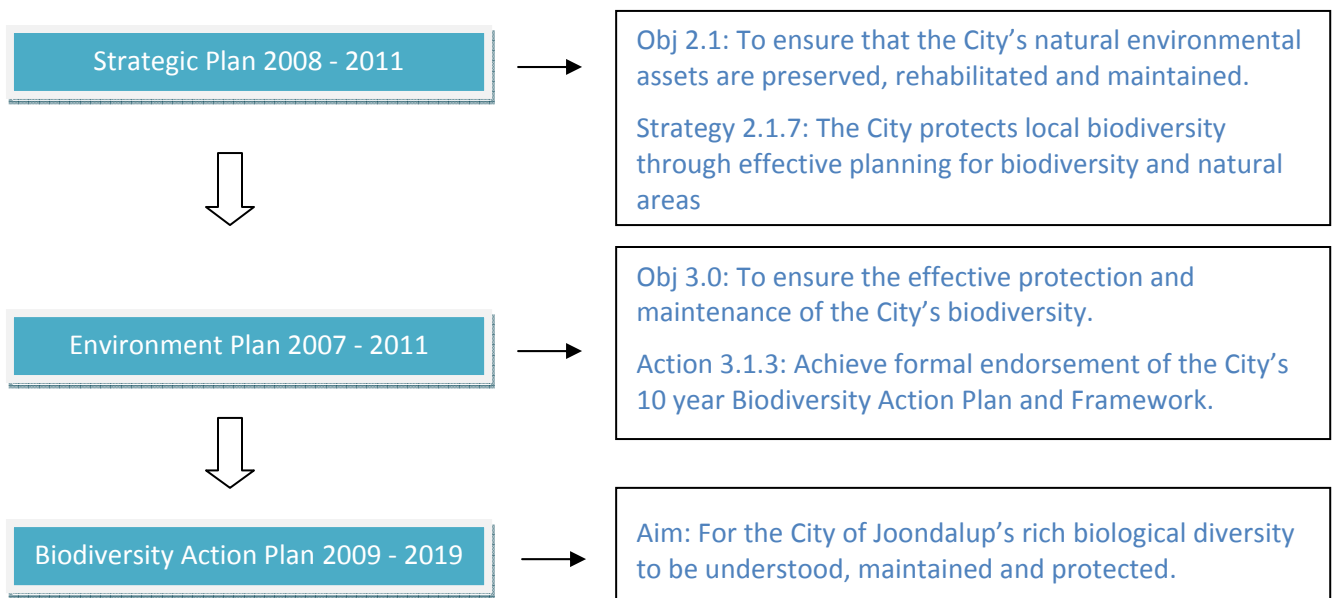 Strategic Plan 2008 - 2011
Obj 2.1: To ensure that the City’s natural environmental
assets are preserved, rehabilitated and maintained.
Strategy 2.1.7: The City protects local biodiversity
through effective planning for biodiversity and natural
areas
Environment Plan 2007 - 2011
Obj 3.0: To ensure the effective protection and
maintenance of the City’s biodiversity.
Action 3.1.3: Achieve formal endorsement of the City’s
10 year Biodiversity Action Plan and Framework.
Biodiversity Action Plan 2009 - 2019
Aim: For the City of Joondalup’s rich biological diversity
to be understood, maintained and protected.